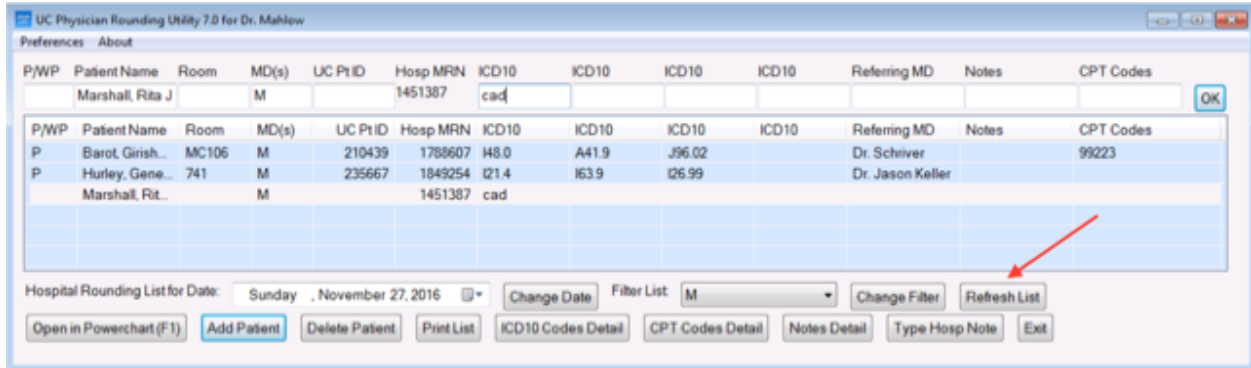 UC Physician Rounding Utility 7.0 for Dr. Mahlow
Preferences About
P/WP Patient Name Room MD(s) UC Pt ID Hosp MRN ICD10 ICD10 ICD10 ICD10 Referring MD Notes CPT Codes
Marshall, Rita J M 1451387 cad OK
P/WP Patient Name Room MD(s) UC Pt ID Hosp MRN ICD10 ICD10 ICD10 ICD10 Referring MD Notes CPT Codes
P Barot, Girish... MC106 M 210439 1788607 I48.0 A41.9 J96.02 Dr. Schriver 99223
P Hurley, Gene... 741 M 235667 1849254 I21.4 I63.9 I26.99 Dr. Jason Keller
Marshall, Rit... M 1451387 cad
Hospital Rounding List for Date: Sunday , November 27, 2016 Change Date Filter List: M Change Filter Refresh List
Open in Powerchart (F1) Add Patient Delete Patient Print List ICD10 Codes Detail CPT Codes Detail Notes Detail Type Hosp Note Exit